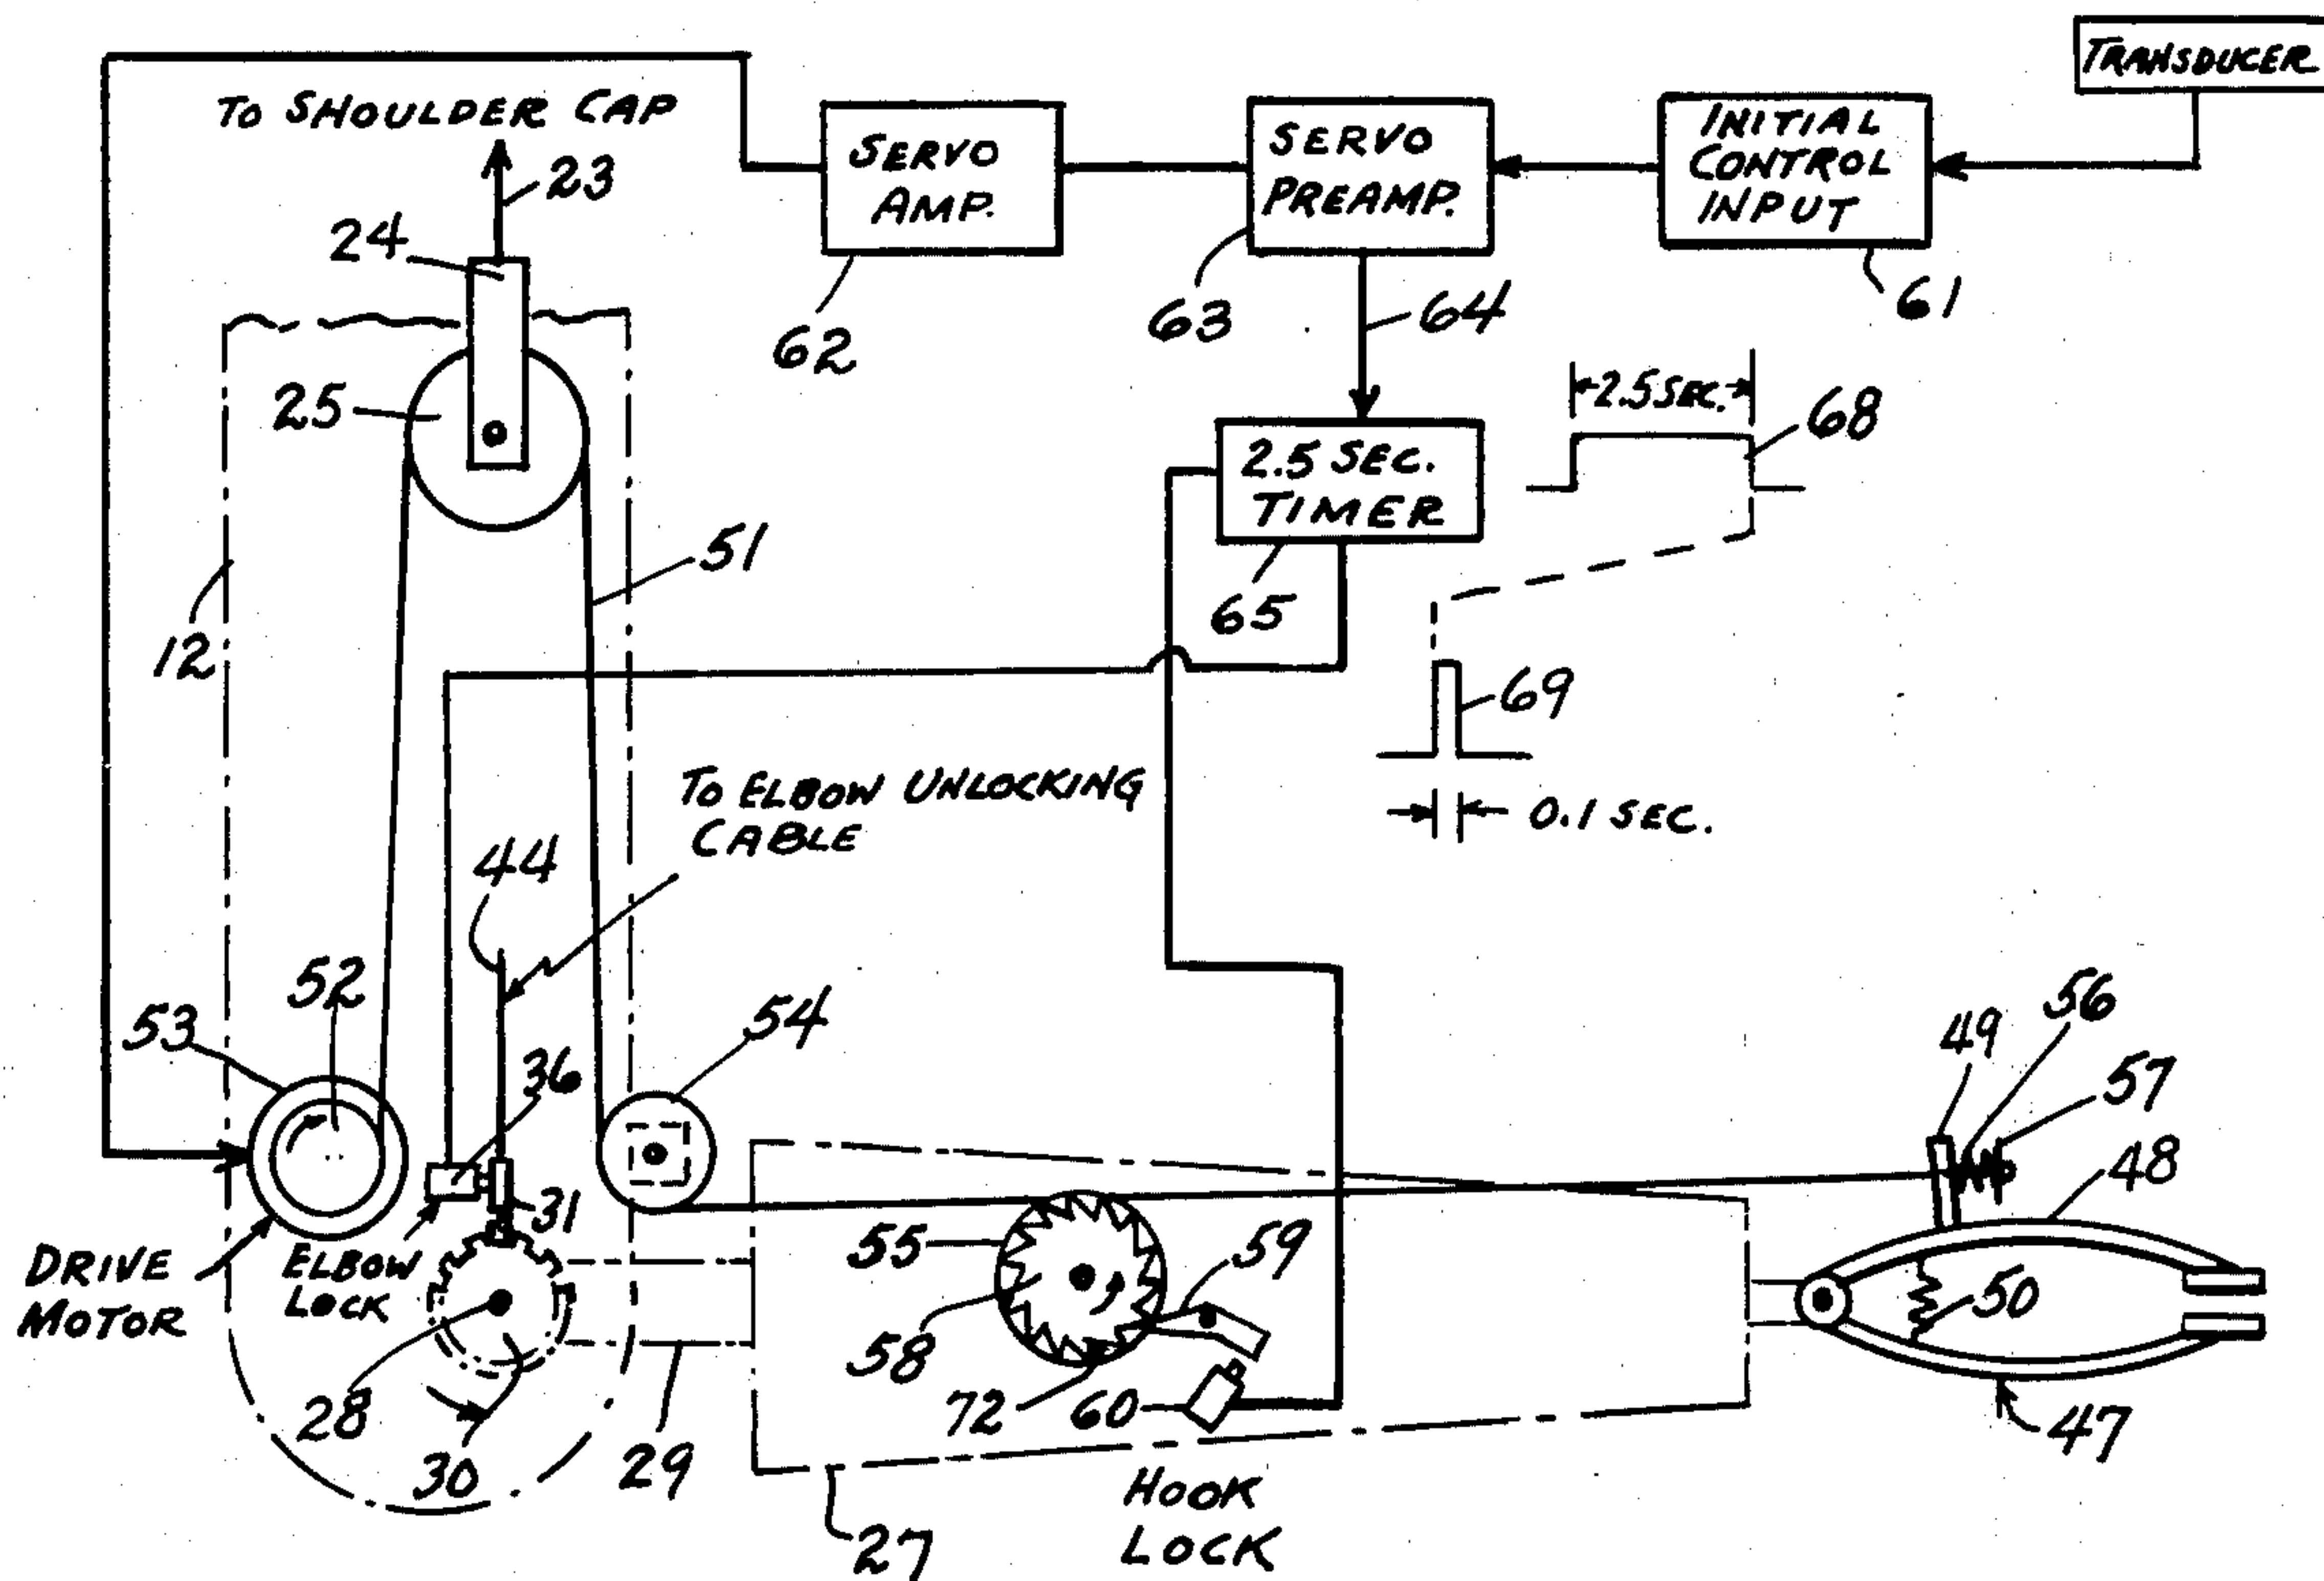 TRANSDUCER
TO SHOULDER CAP
23
24
25
SERVO
AMP.
62
SERVO
PREAMP.
63
INITIAL
CONTROL
INPUT
61
64
2.5 SEC.
68
2.5 SEC.
TIMER
65
51
12
69
0.1 SEC.
TO ELBOW UNLOCKING
CABLE
44
52
53
54
36
31
56
49
57
48
DRIVE
MOTOR
ELBOW
LOCK
55
59
50
58
28
72
60
47
30
29
27
HOOK
LOCK